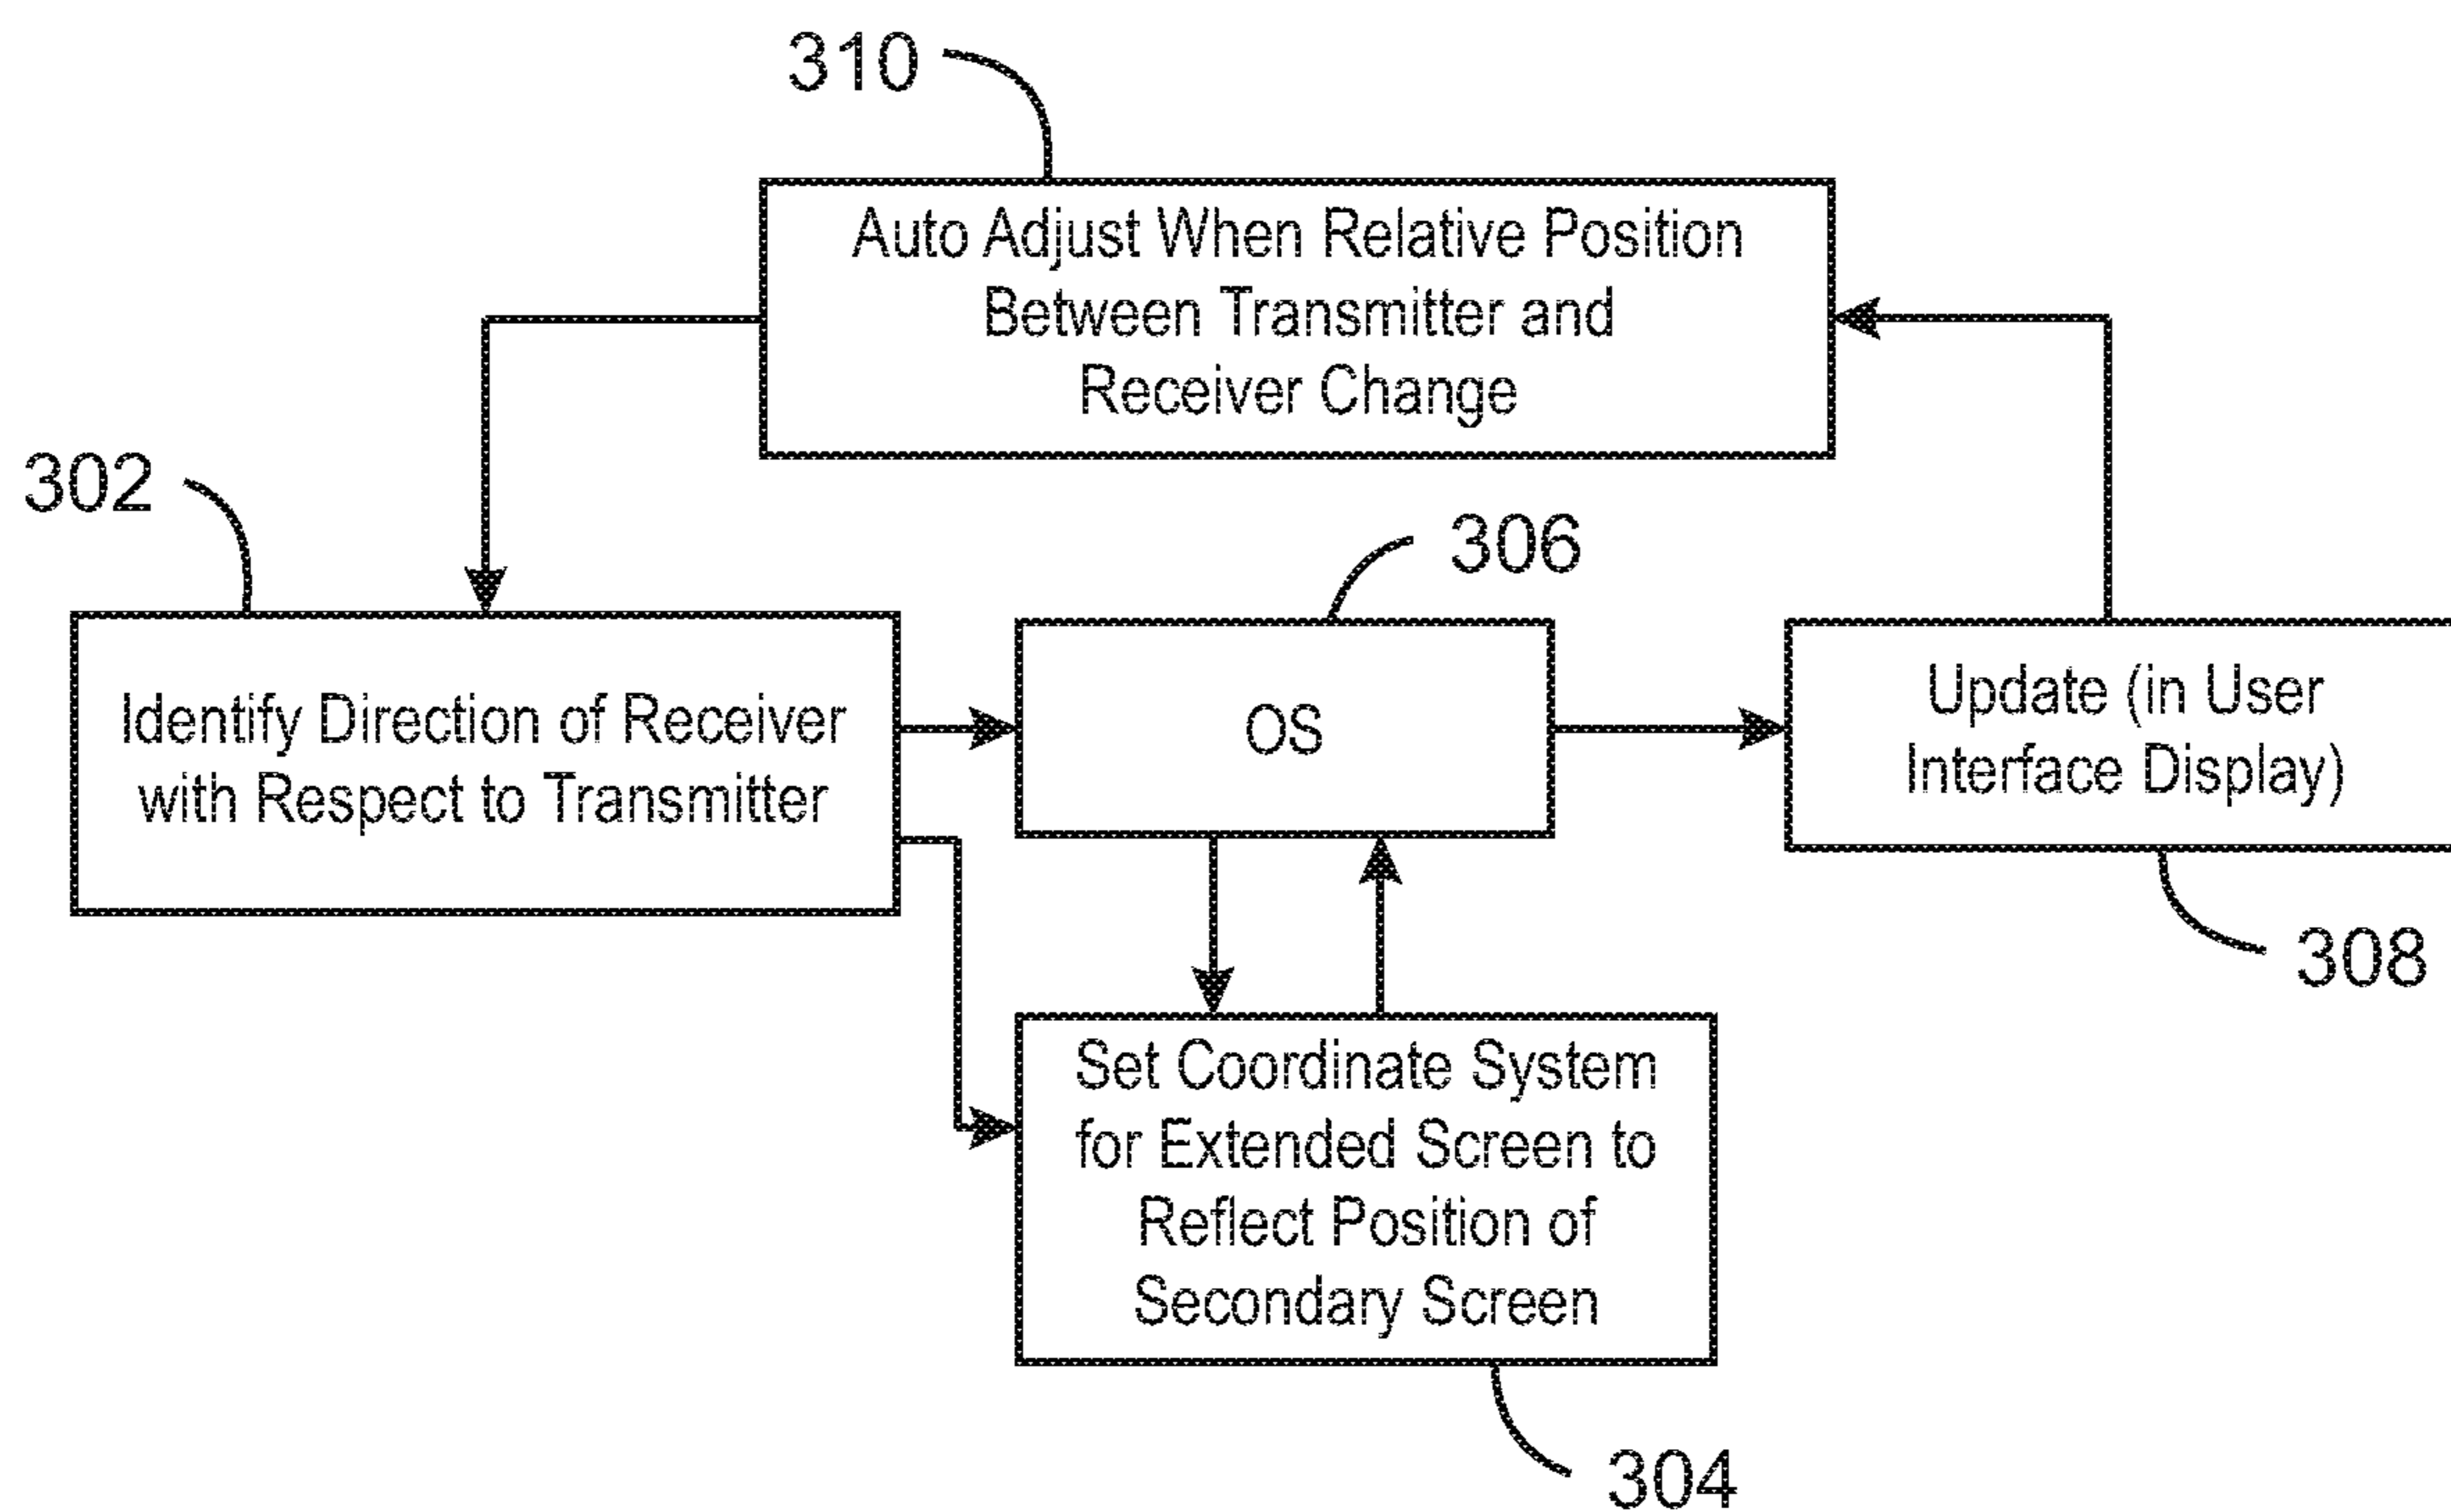 310
Auto Adjust When Relative Position
Between Transmitter and
Receiver Change
302
306
Identify Direction of Receiver
with Respect to Transmitter
OS
Update (in User
Interface Display)
308
Set Coordinate System
for Extended Screen to
Reflect Position of
Secondary Screen
304